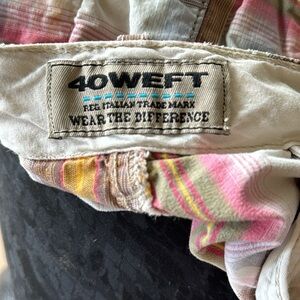 40WEFT
REG ITALIAN TRADE MARK
WEAR THE DIFFERENCE